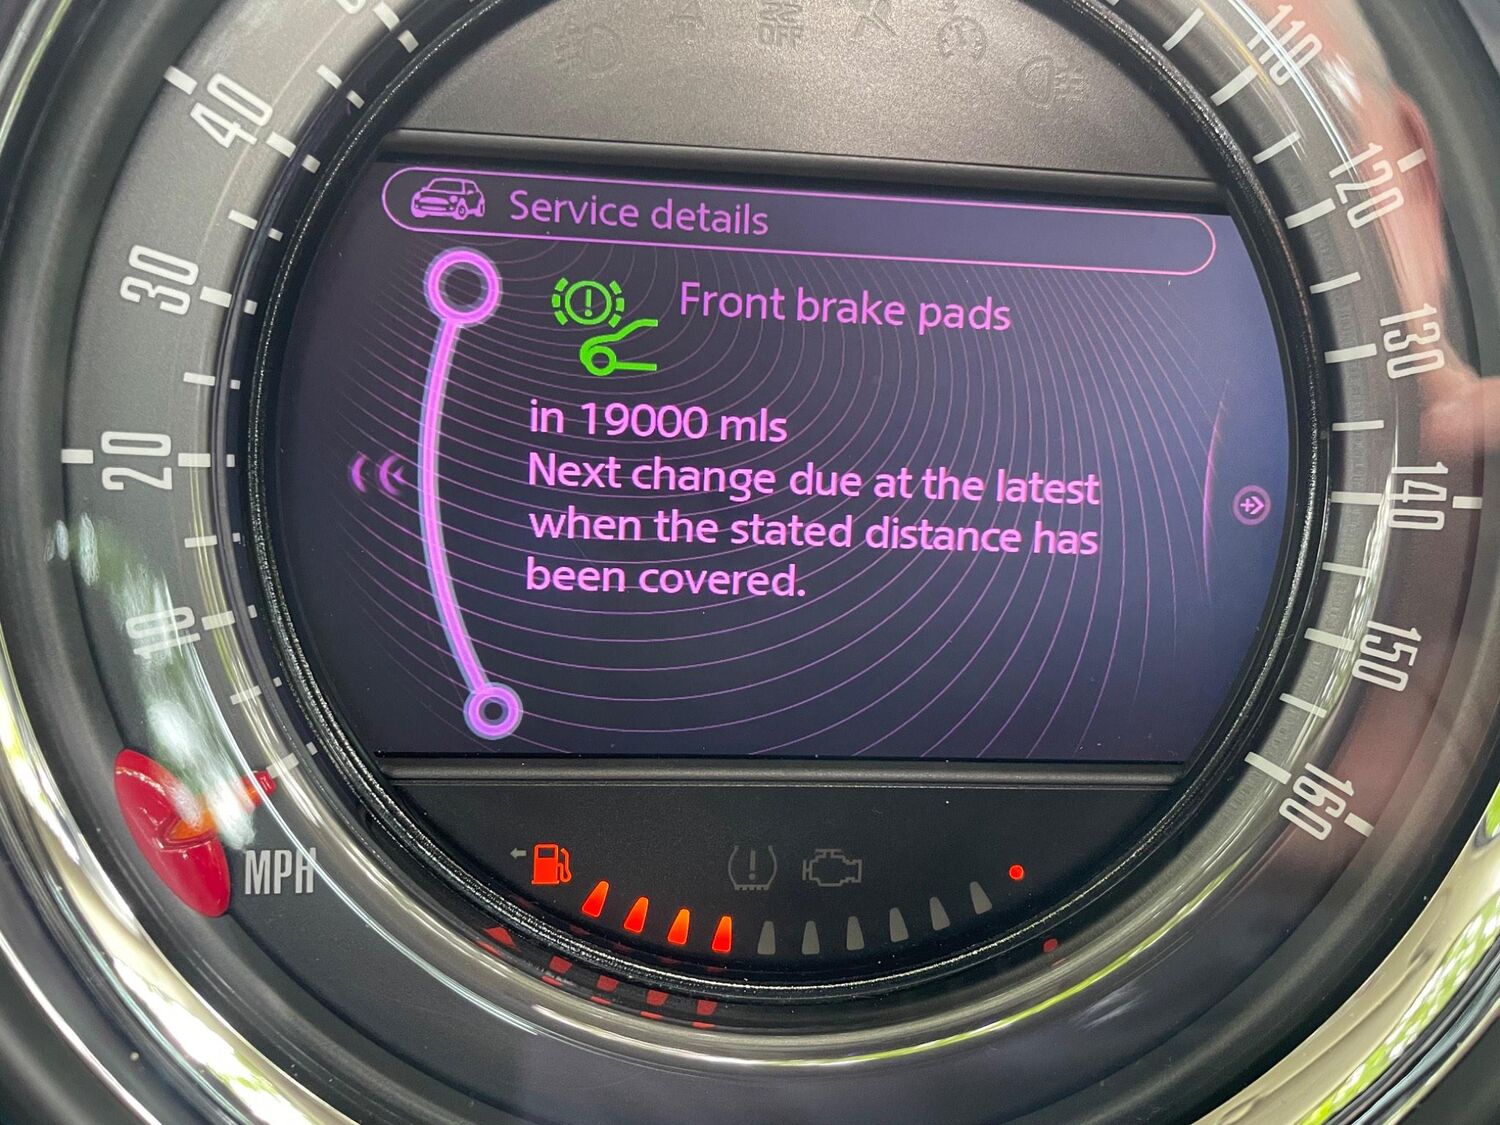 OFF
Service details
Front brake pads
in 19000 mls
Next change due at the latest
when the stated distance has
been covered.
40
30
20
10
MPH
110
120
130
140
150
160